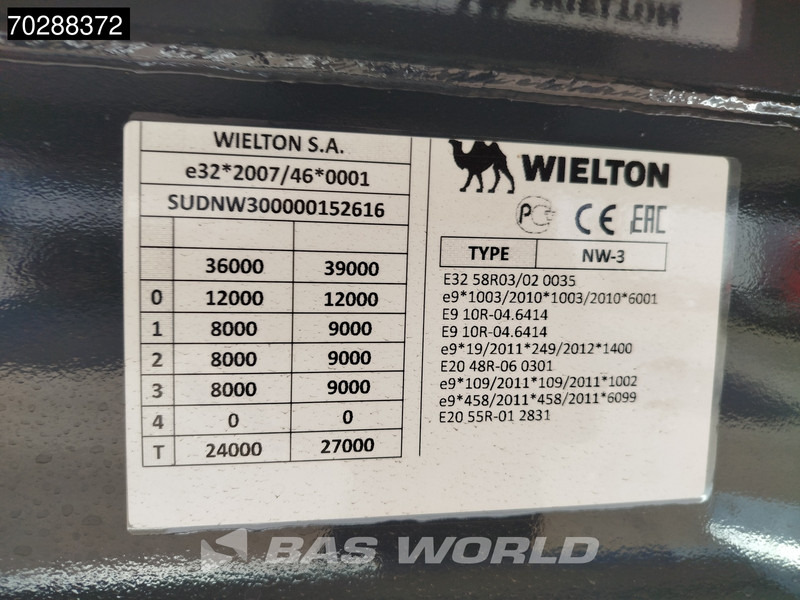 70288372
WIELTON
WIELTON S.A.
e32*2007/46*0001
SUDNW300000152616
36000 39000
0 12000 12000
1 8000 9000
2 8000 9000
3 8000 9000
4 0 0
T 24000 27000
WIELTON
CE EAC
TYPE NW-3
E32 58R03/02 0035
e9*1003/2010*1003/2010*6001
E9 10R-04.6414
E9 10R-04.6414
e9*19/2011*249/2012*1400
E20 48R-06 0301
e9*109/2011*109/2011*1002
e9*458/2011*458/2011*6099
E20 55R-01 2831
BAS WORLD